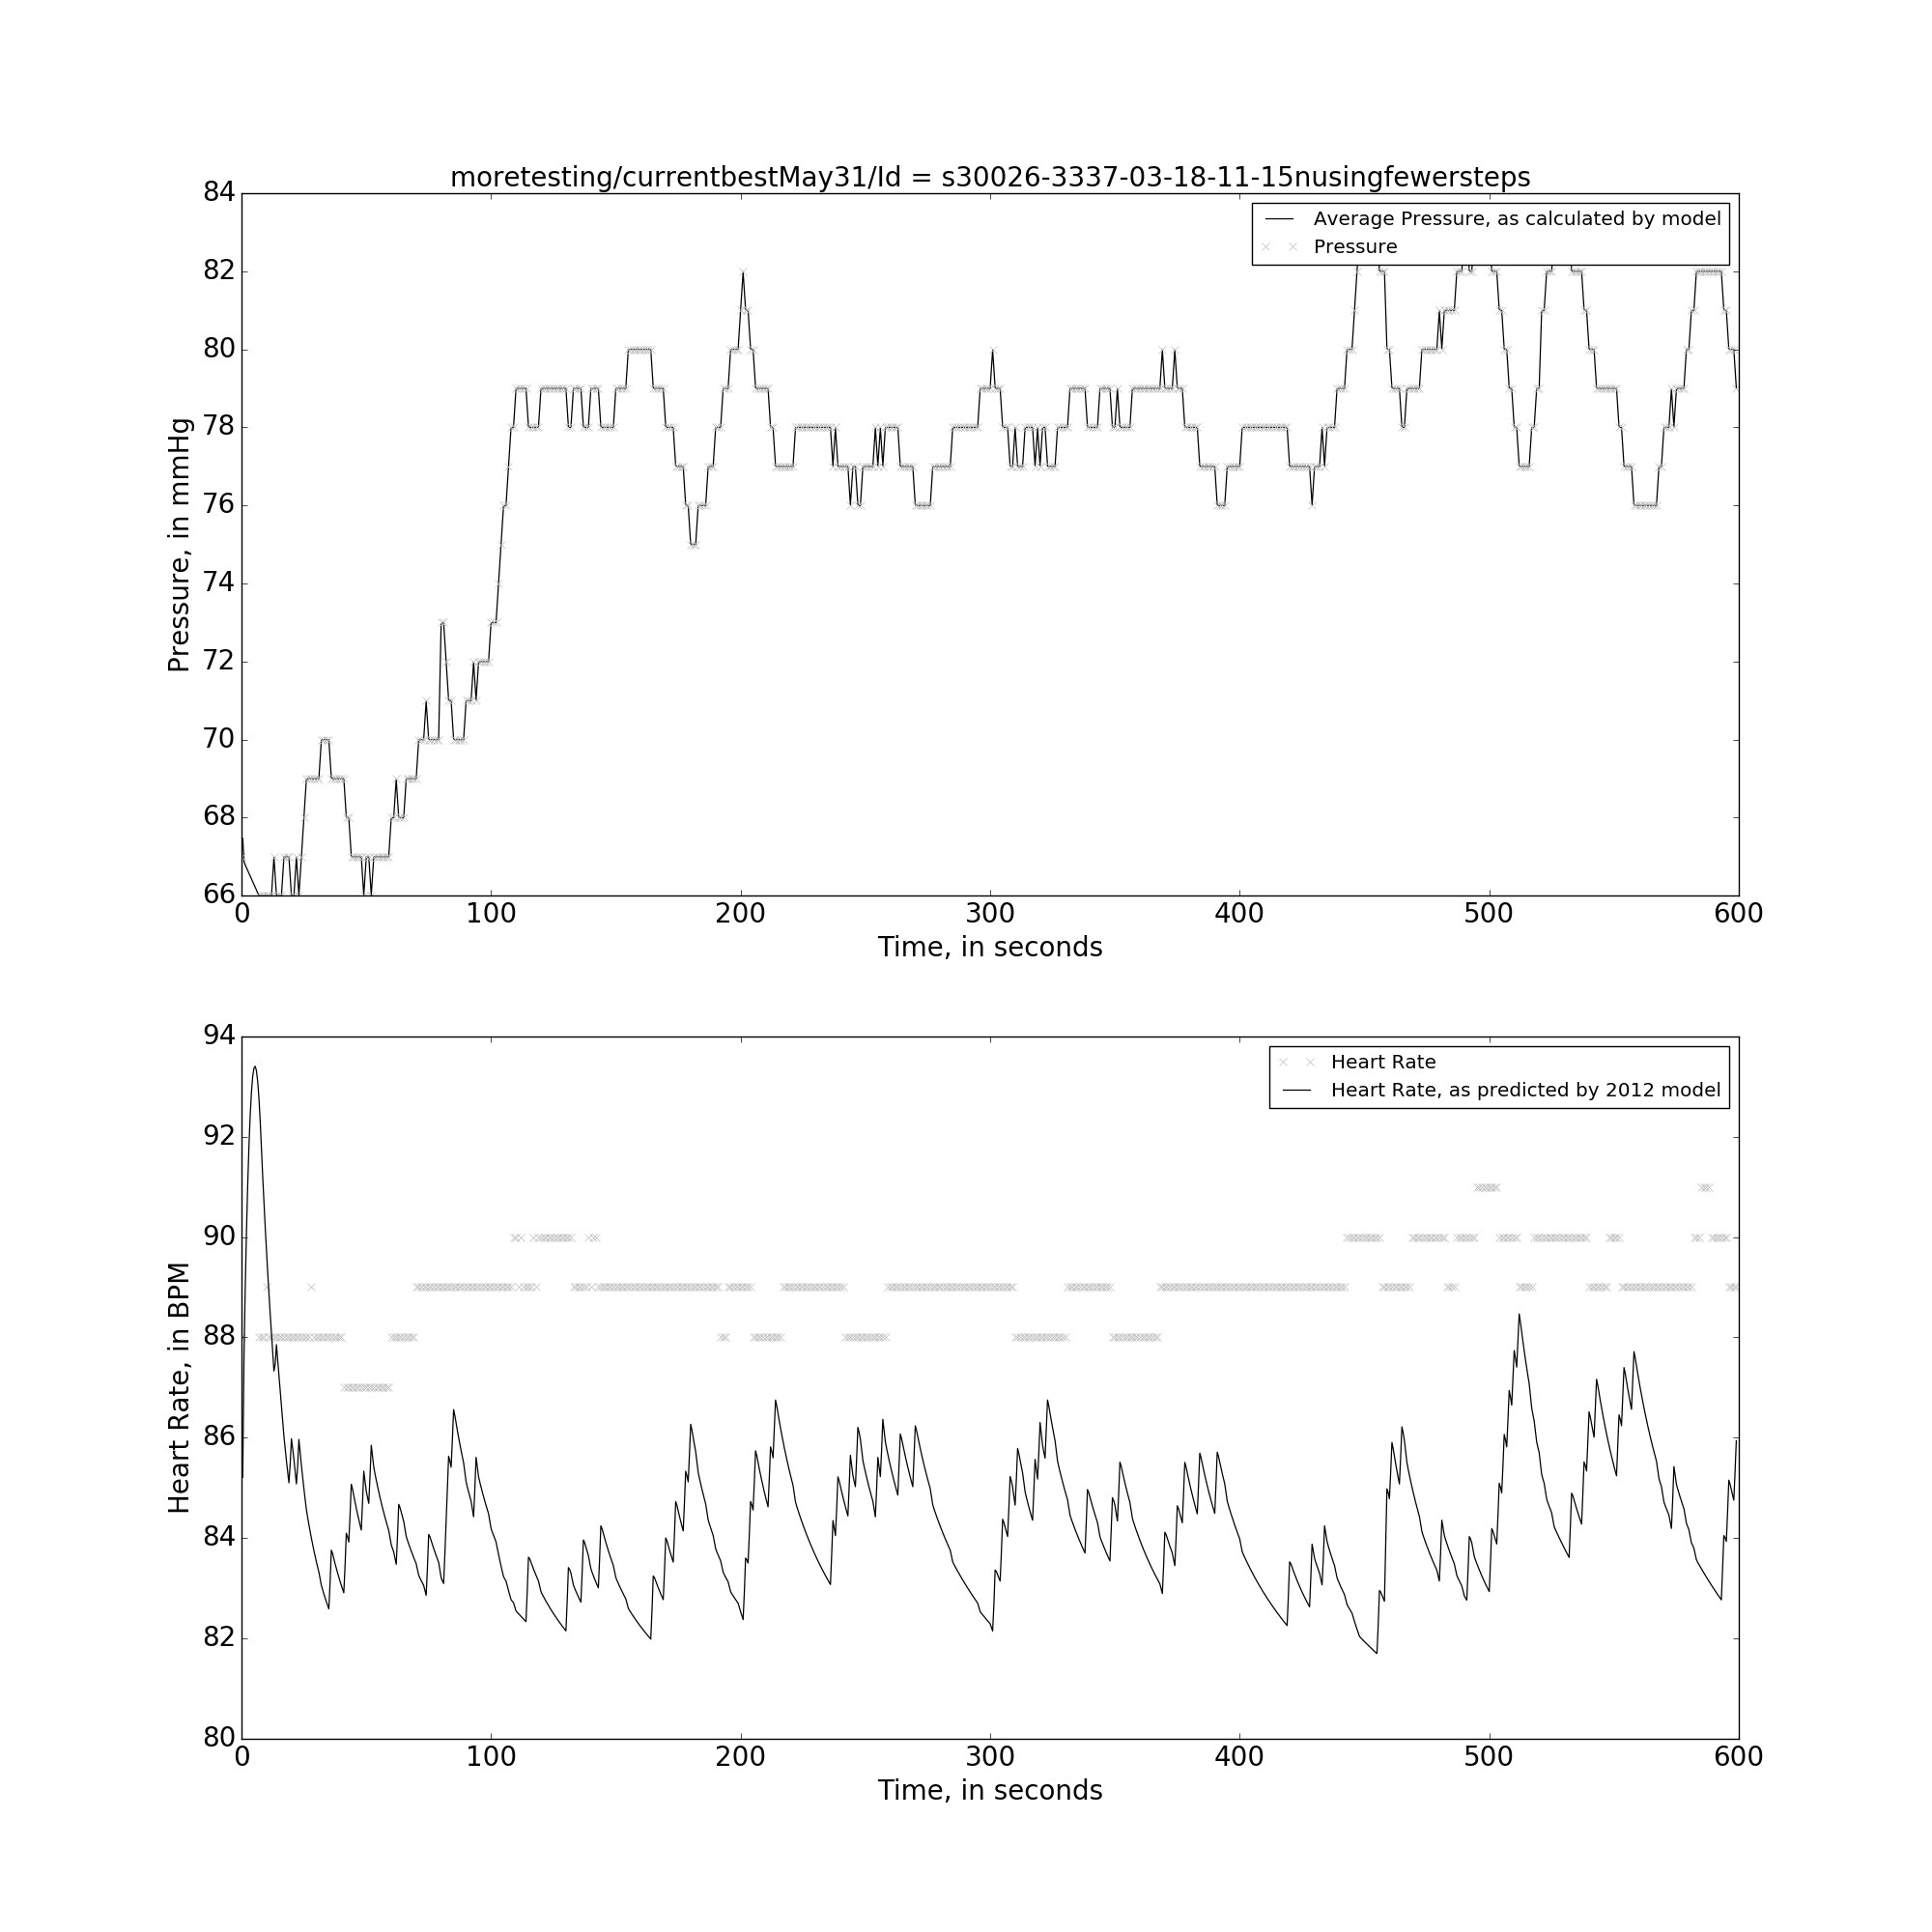 moretesting/currentbestMay31/Id = s30026-3337-03-18-11-15nusingfewersteps
84
82
80
78
76
74
72
70
68
66
Pressure, in mmHg
Average Pressure, as calculated by model
Pressure
0 100 200 300 400 500 600
Time, in seconds
94
92
90
88
86
84
82
80
Heart Rate, in BPM
Heart Rate
Heart Rate, as predicted by 2012 model
0 100 200 300 400 500 600
Time, in seconds